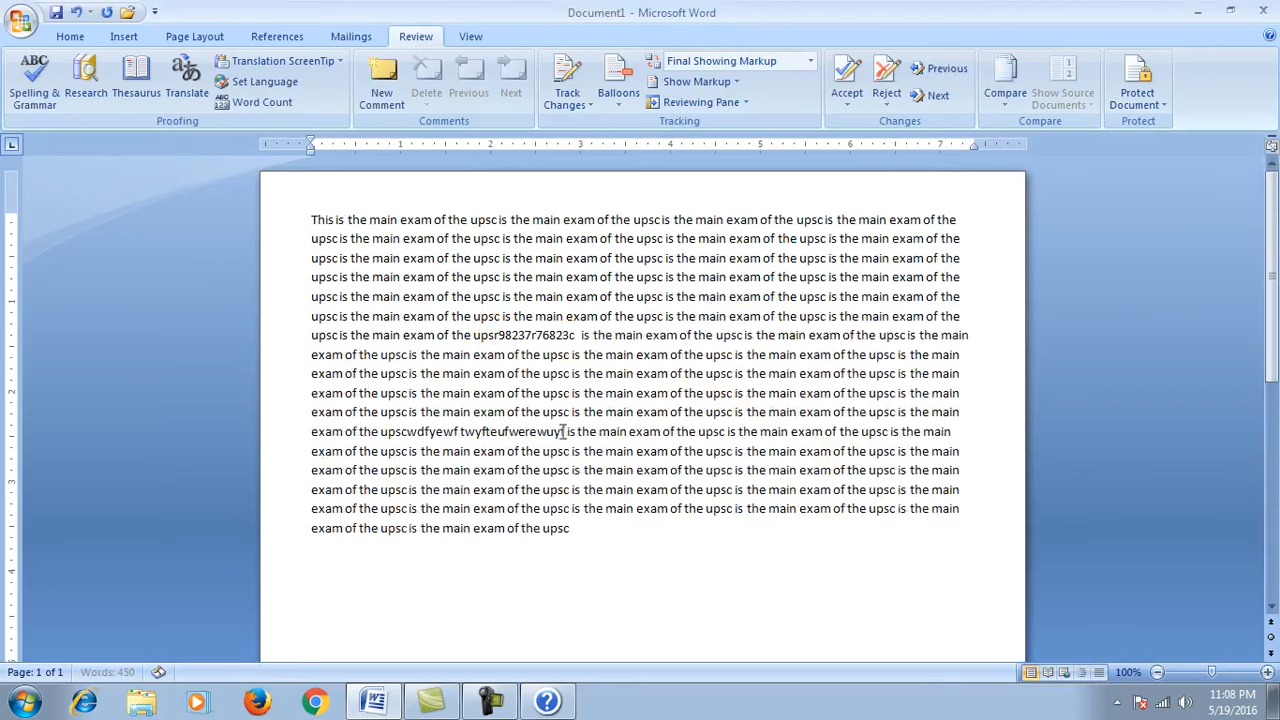 Document1 - Microsoft Word
Home Insert Page Layout References Mailings Review View
Spelling & Grammar
Research
Thesaurus
Translate
Translation ScreenTip
Set Language
Word Count
Proofing
New Comment
Delete
Previous
Next
Comments
Track Changes
Balloons
Final Showing Markup
Show Markup
Reviewing Pane
Tracking
Accept
Reject
Previous
Next
Changes
Compare
Show Source Documents
Compare
Protect Document
Protect
1 2 3 4 5 6 7
This is the main exam of the upsc is the main exam of the upsc is the main exam of the upsc is the main exam of the
upsc is the main exam of the upsc is the main exam of the upsc is the main exam of the upsc is the main exam of the
upsc is the main exam of the upsc is the main exam of the upsc is the main exam of the upsc is the main exam of the
upsc is the main exam of the upsc is the main exam of the upsc is the main exam of the upsc is the main exam of the
upsc is the main exam of the upsc is the main exam of the upsc is the main exam of the upsc is the main exam of the
upsc is the main exam of the upsc is the main exam of the upsc is the main exam of the upsc is the main exam of the
upsc is the main exam of the upsr98237r76823c is the main exam of the upsc is the main exam of the upsc is the main
exam of the upsc is the main exam of the upsc is the main exam of the upsc is the main exam of the upsc is the main
exam of the upsc is the main exam of the upsc is the main exam of the upsc is the main exam of the upsc is the main
exam of the upsc is the main exam of the upsc is the main exam of the upsc is the main exam of the upsc is the main
exam of the upsc is the main exam of the upsc is the main exam of the upsc is the main exam of the upsc is the main
exam of the upscwdfyewf is the main exam of the upsc is the main exam of the upsc is the main
exam of the upsc is the main exam of the upsc is the main exam of the upsc is the main exam of the upsc is the main
exam of the upsc is the main exam of the upsc is the main exam of the upsc is the main exam of the upsc is the main
exam of the upsc is the main exam of the upsc is the main exam of the upsc is the main exam of the upsc is the main
exam of the upsc is the main exam of the upsc is the main exam of the upsc is the main exam of the upsc is the main
exam of the upsc is the main exam of the upsc
1
2
3
4
Page: 1 of 1 Words: 450 100%
11:08 PM
5/19/2016